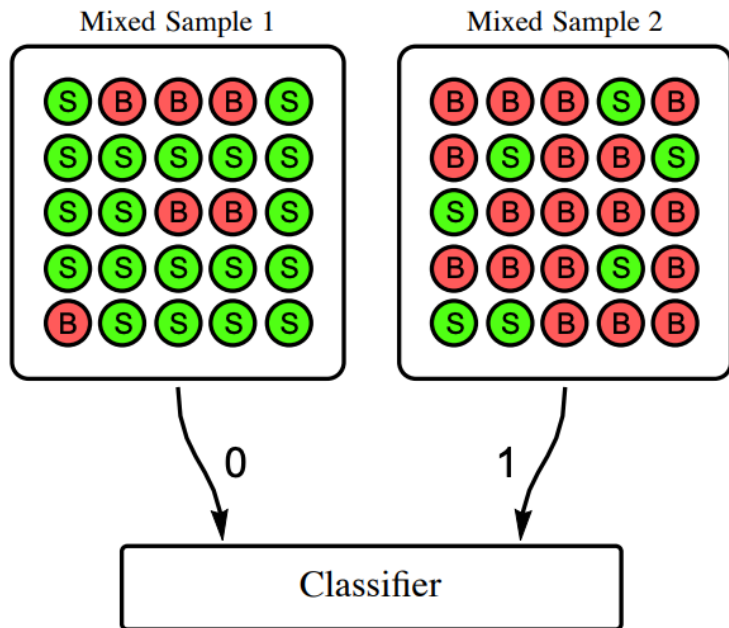 Mixed Sample 1 Mixed Sample 2
S B B B S B B B S B
S S S S S B S B B S
S S B B S S B B B B
S S S S S B B B S B
B S S S S S S B B B
0 1
Classifier